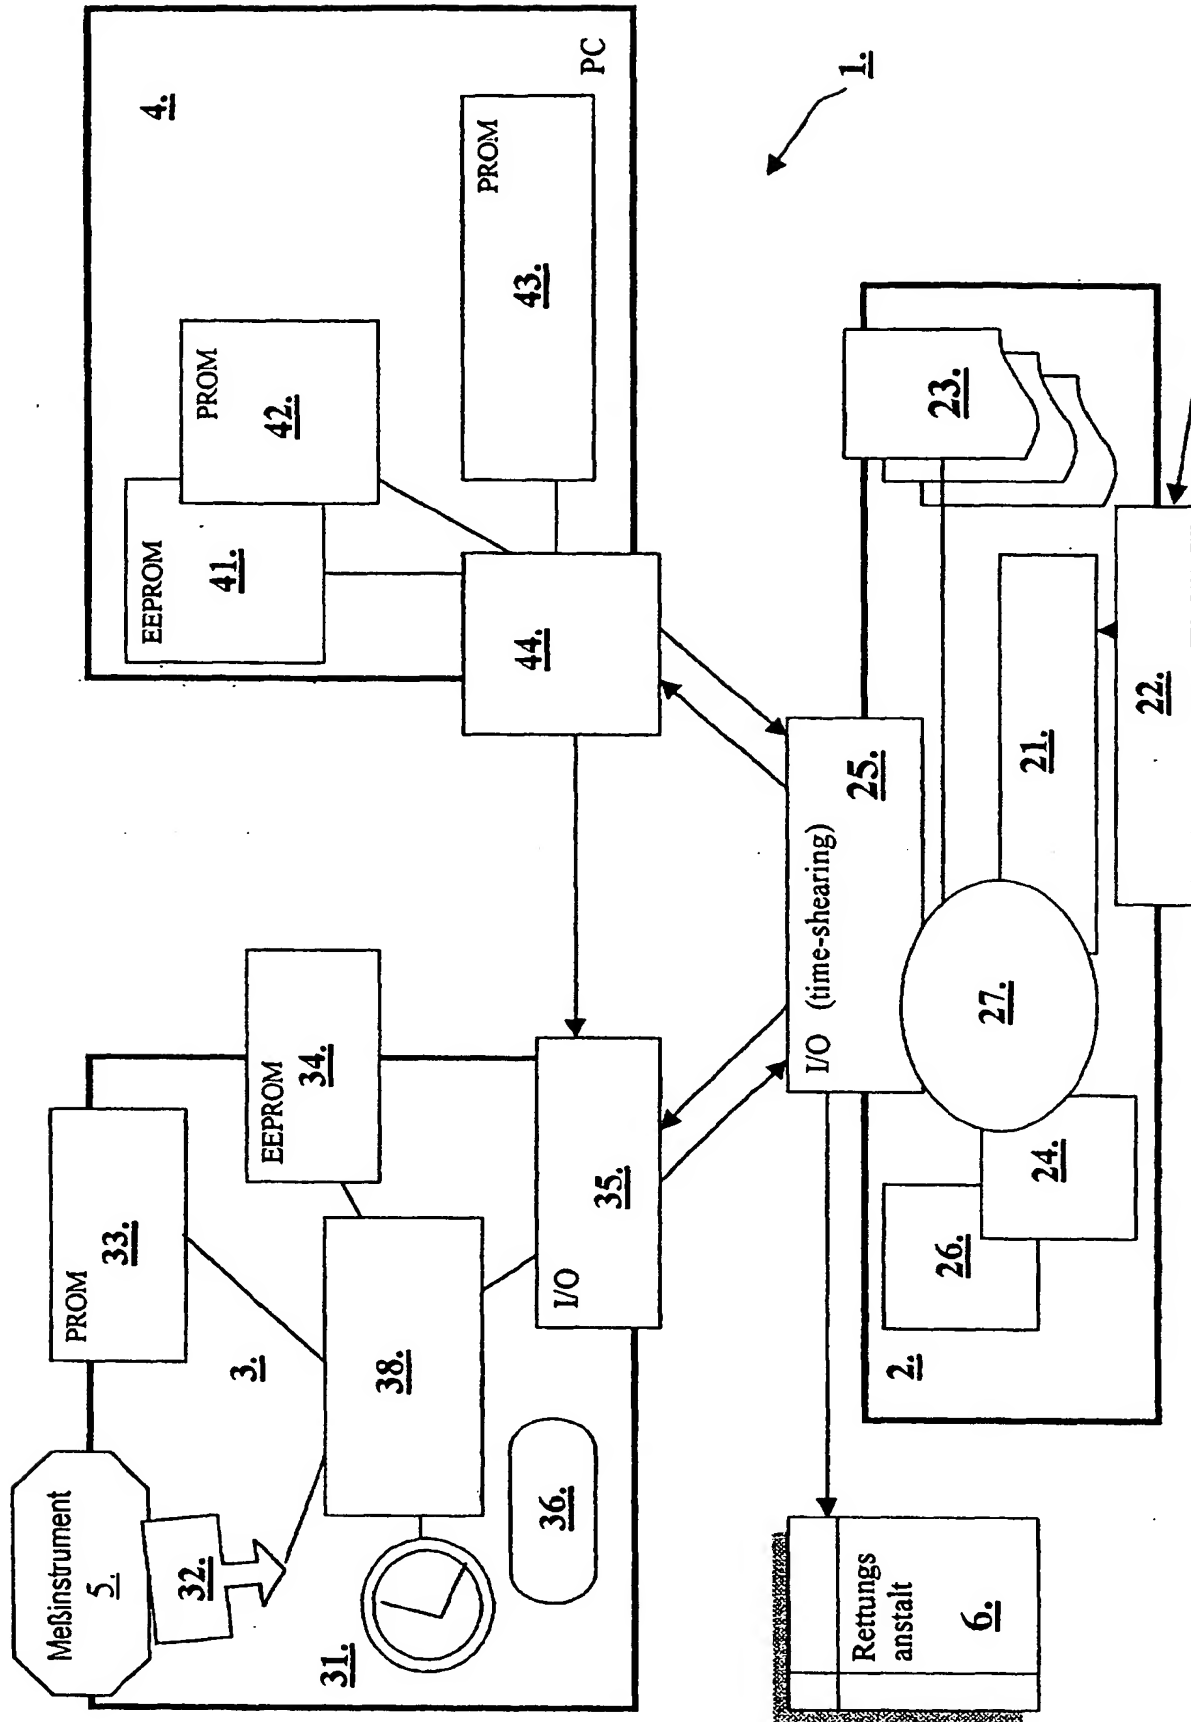 Meßinstrument
5.
32.
31.
PROM
33.
3.
EEPROM
34.
38.
36.
I/O
35.
4.
EEPROM
41.
PROM
42.
PROM
43.
PC
44.
1.
Rettungs
anstalt
6.
I/O (time-shearing)
25.
2.
26.
24.
27.
21.
22.
23.